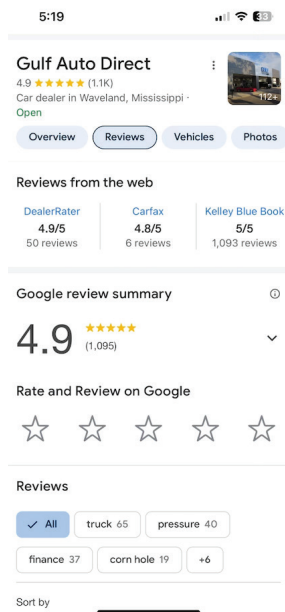 5:19
33
Gulf Auto Direct
4.9 ★★★★★ (1.1K)
Car dealer in Waveland, Mississippi ·
Open
112+
Overview Reviews Vehicles Photos
Reviews from the web
DealerRater Carfax Kelley Blue Book
4.9/5 4.8/5 5/5
50 reviews 6 reviews 1,093 reviews
Google review summary
4.9
(1,095)
Rate and Review on Google
Reviews
✓ All truck 65 pressure 40
finance 37 corn hole 19 +6
Sort by